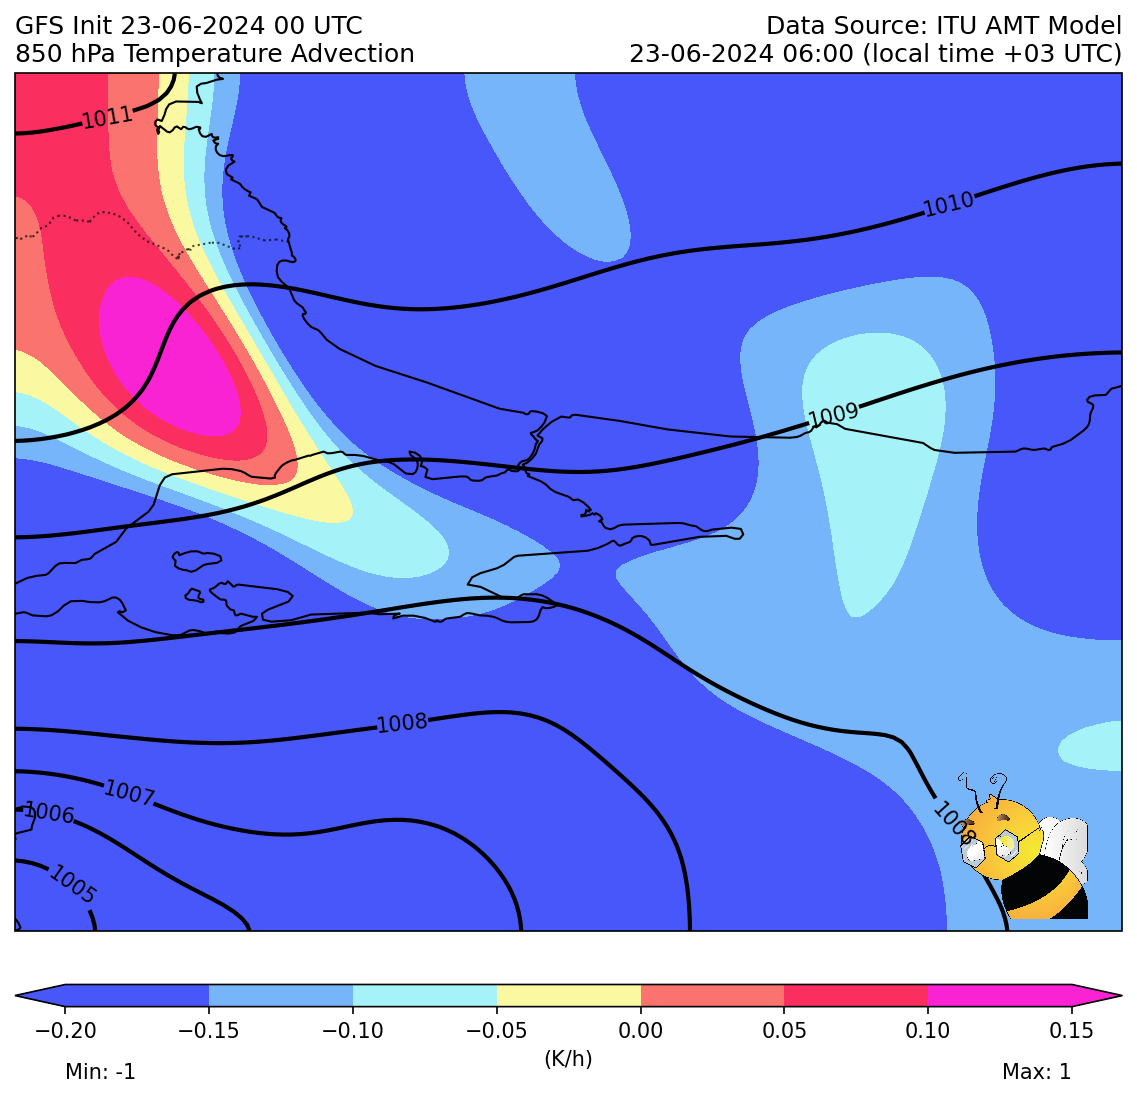 GFS Init 23-06-2024 00 UTC
Data Source: ITU AMT Model
850 hPa Temperature Advection
23-06-2024 06:00 (local time +03 UTC)
1011
1010
1009
1008
1007
1006
1008
1005
−0.20 −0.15 −0.10 −0.05 0.00 0.05 0.10 0.15
(K/h)
Min: -1
Max: 1